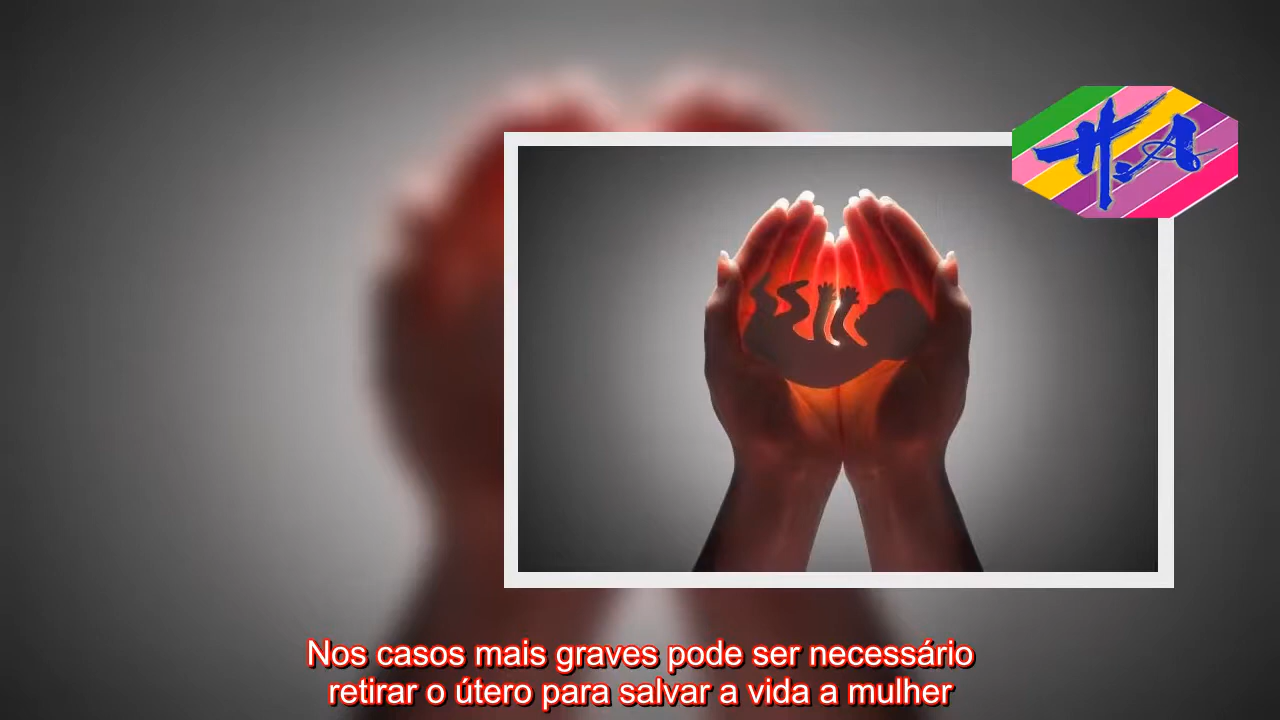 H.A
Nos casos mais graves pode ser necessário
retirar o útero para salvar a vida a mulher